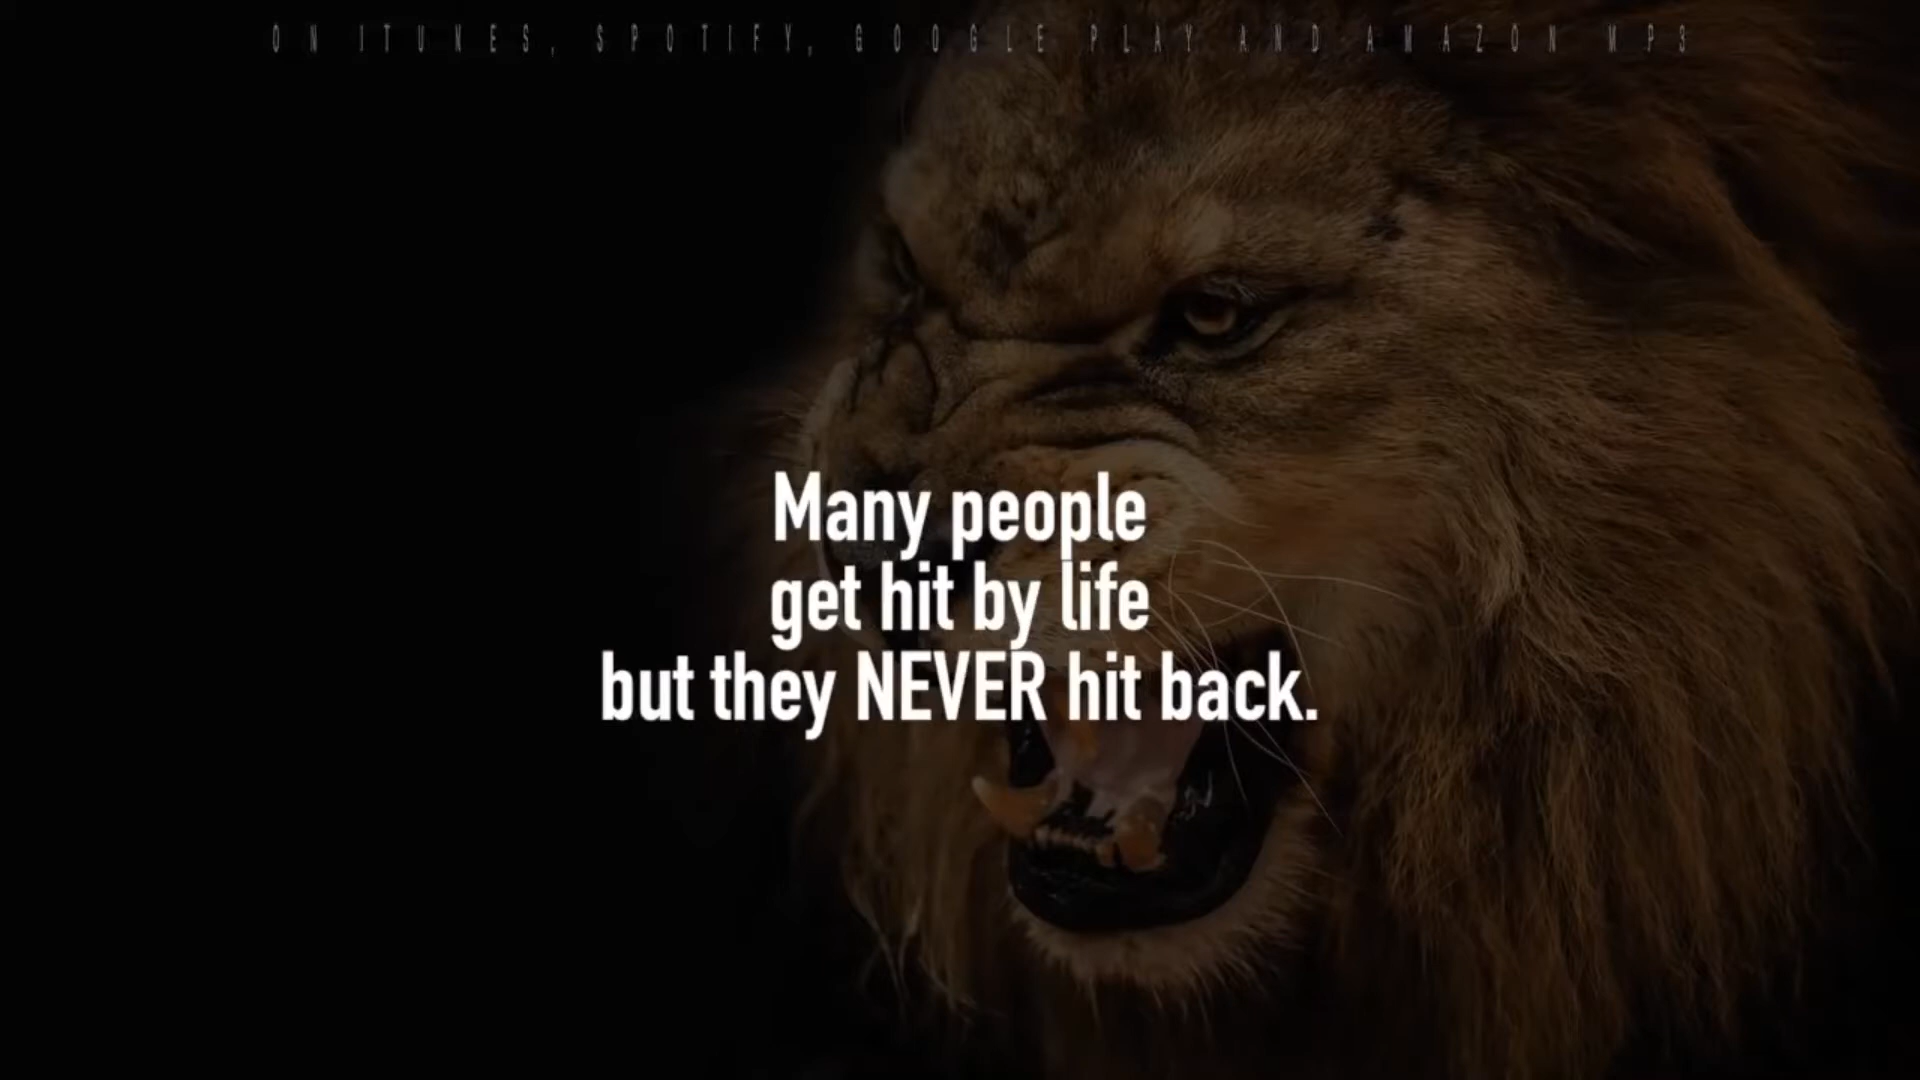 ON ITUNES, SPOTIFY, GOOGLE PLAY AND AMAZON MP3
Many people
get hit by life
but they NEVER hit back.